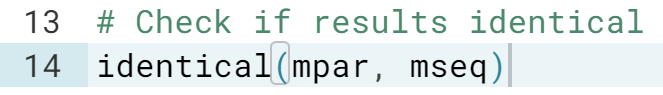 13 # Check if results identical
14 identical(mpar, mseq)